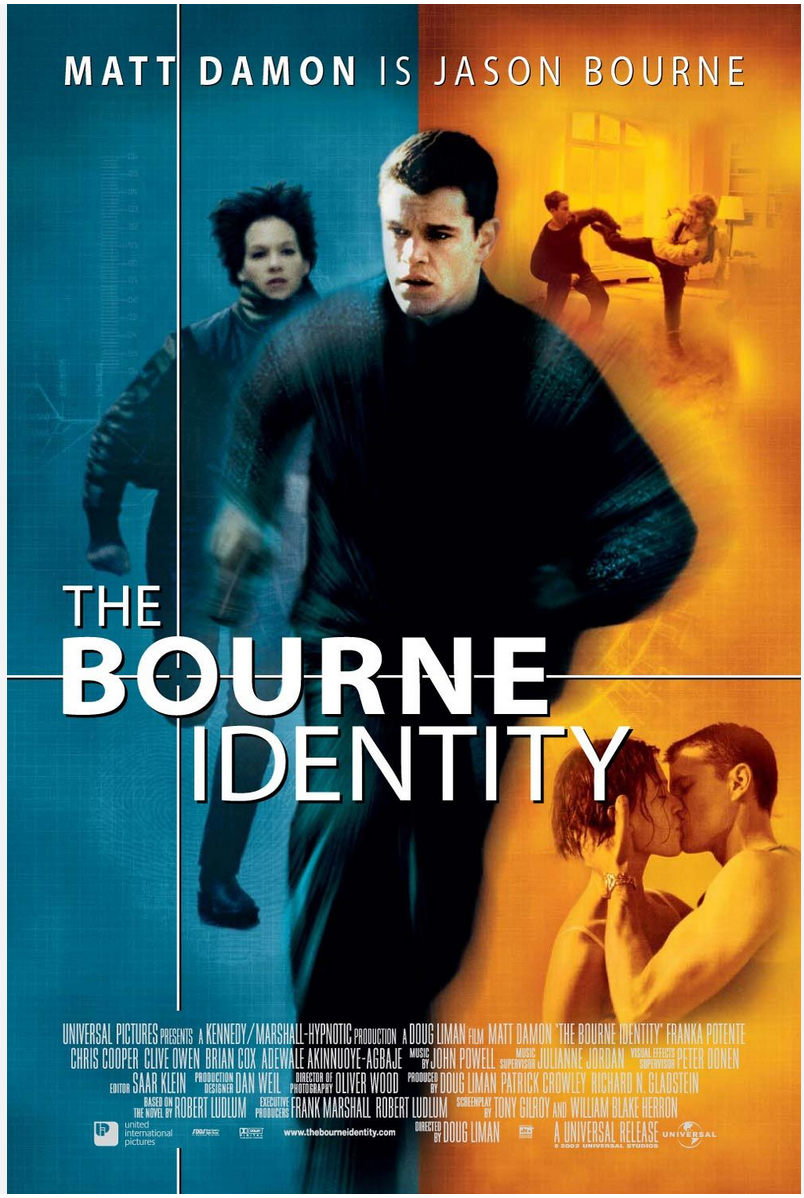 MATT DAMON IS JASON BOURNE
THE
BOURNE
IDENTITY
UNIVERSAL PICTURES PRESENTS A KENNEDY/MARSHALL-HYPNOTIC PRODUCTION A DOUG LIMAN FILM MATT DAMON "THE BOURNE IDENTITY" FRANKA POTENTE
CHRIS COOPER CLIVE OWEN BRIAN COX ADEWALE AKINNUOYE-AGBAJE MUSIC BY JOHN POWELL MUSIC SUPERVISION JULIANNE JORDAN VISUAL EFFECTS SUPERVISION PETER DONEN
EDITOR SAAR KLEIN PRODUCTION DESIGNER DAN WEIL DIRECTOR OF PHOTOGRAPHY OLIVER WOOD PRODUCED BY DOUG LIMAN PATRICK CROWLEY RICHARD N. GLADSTEIN
BASED ON THE NOVEL BY ROBERT LUDLUM EXECUTIVE PRODUCERS FRANK MARSHALL ROBERT LUDLUM SCREENPLAY BY TONY GILROY AND WILLIAM BLAKE HERRON
united international pictures www.thebourneidentity.com DIRECTED BY DOUG LIMAN dts A UNIVERSAL RELEASE UNIVERSAL
© 2002 UNIVERSAL STUDIOS